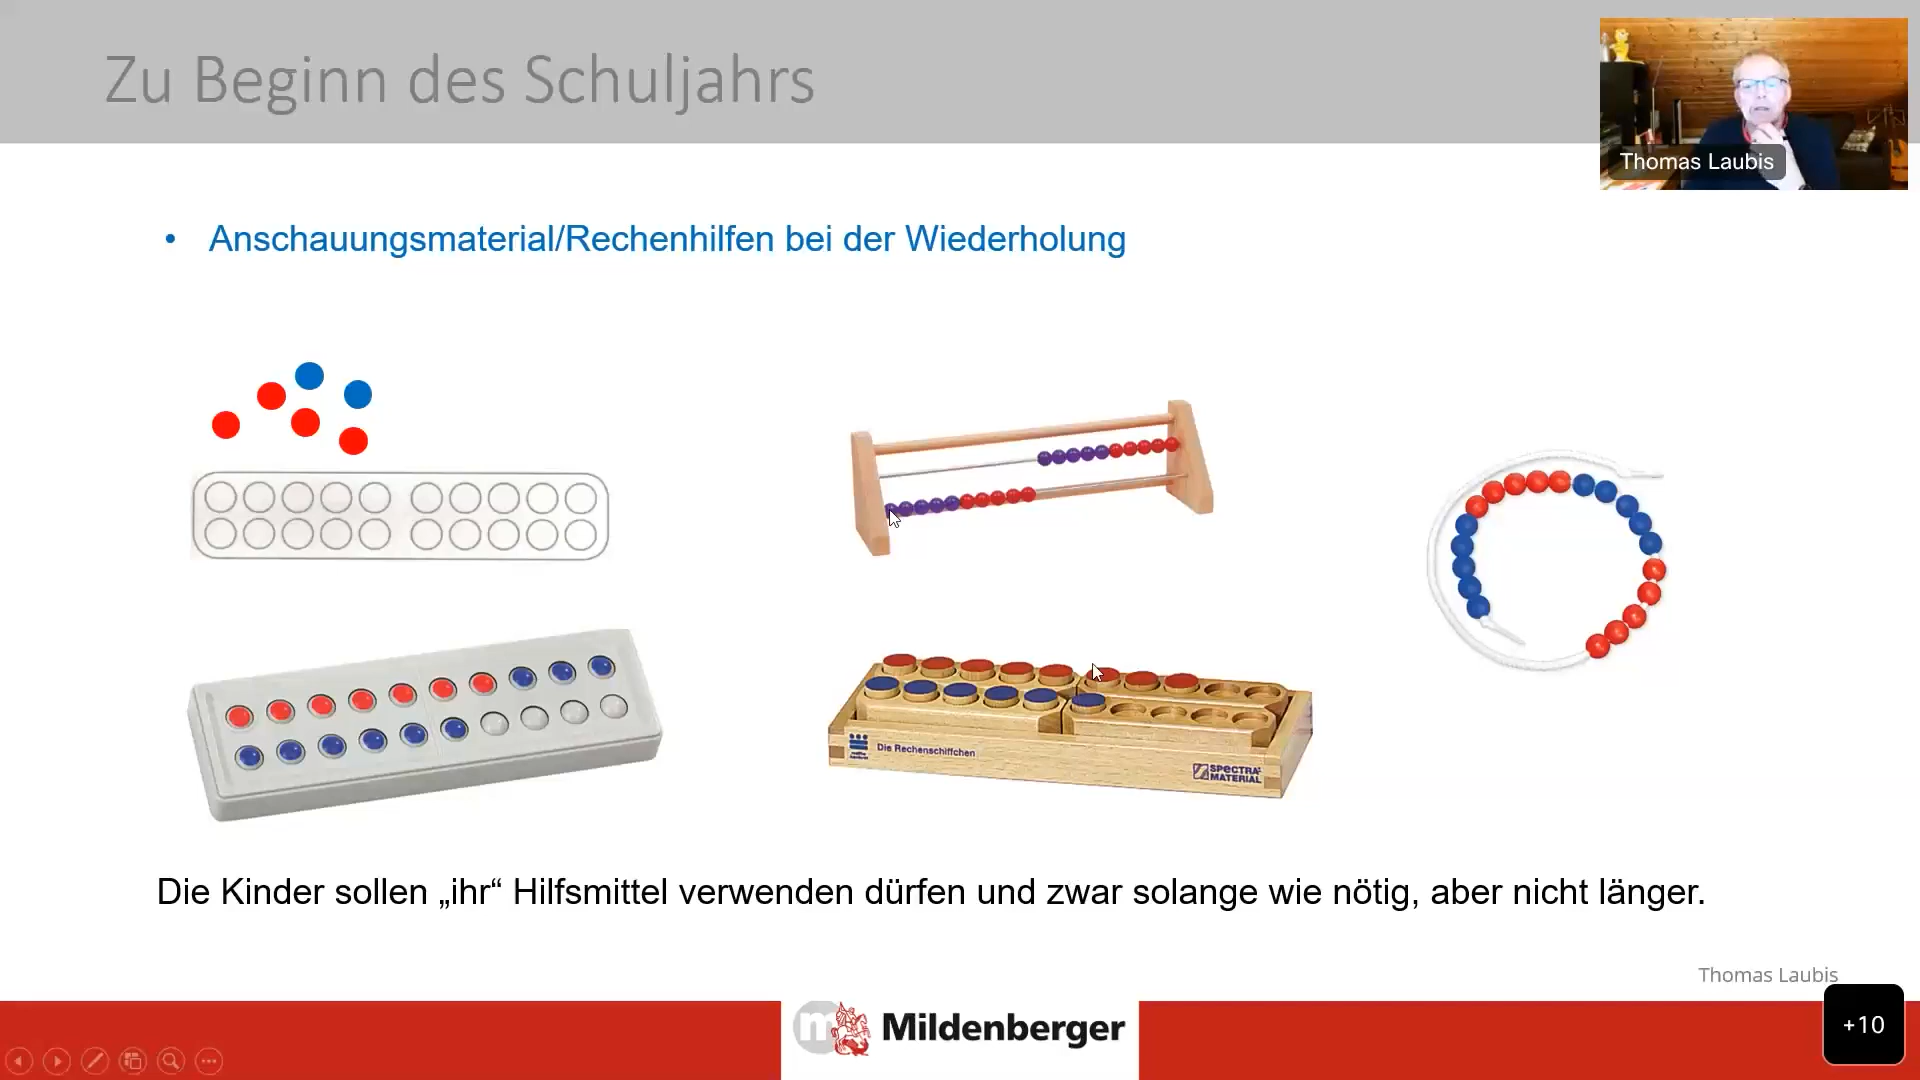 Zu Beginn des Schuljahrs
Thomas Laubis
• Anschauungsmaterial/Rechenhilfen bei der Wiederholung
Die Rechenschiffchen
SPECTRA-
MATERIAL
Die Kinder sollen „ihr“ Hilfsmittel verwenden dürfen und zwar solange wie nötig, aber nicht länger.
Thomas Laubis
m Mildenberger
+10